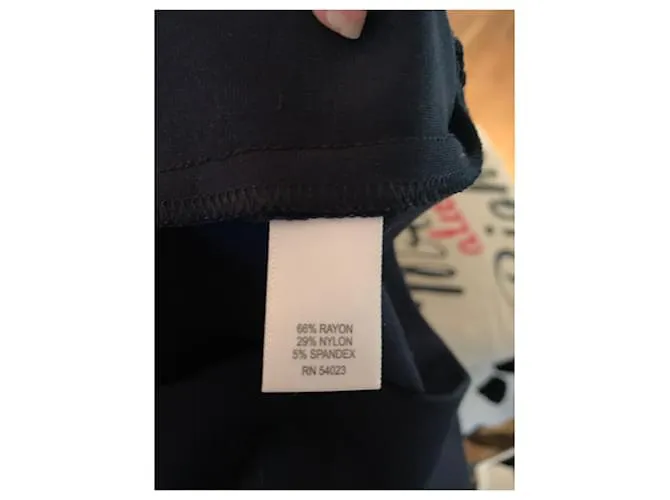 66% RAYON
29% NYLON
5% SPANDEX
RN 54023